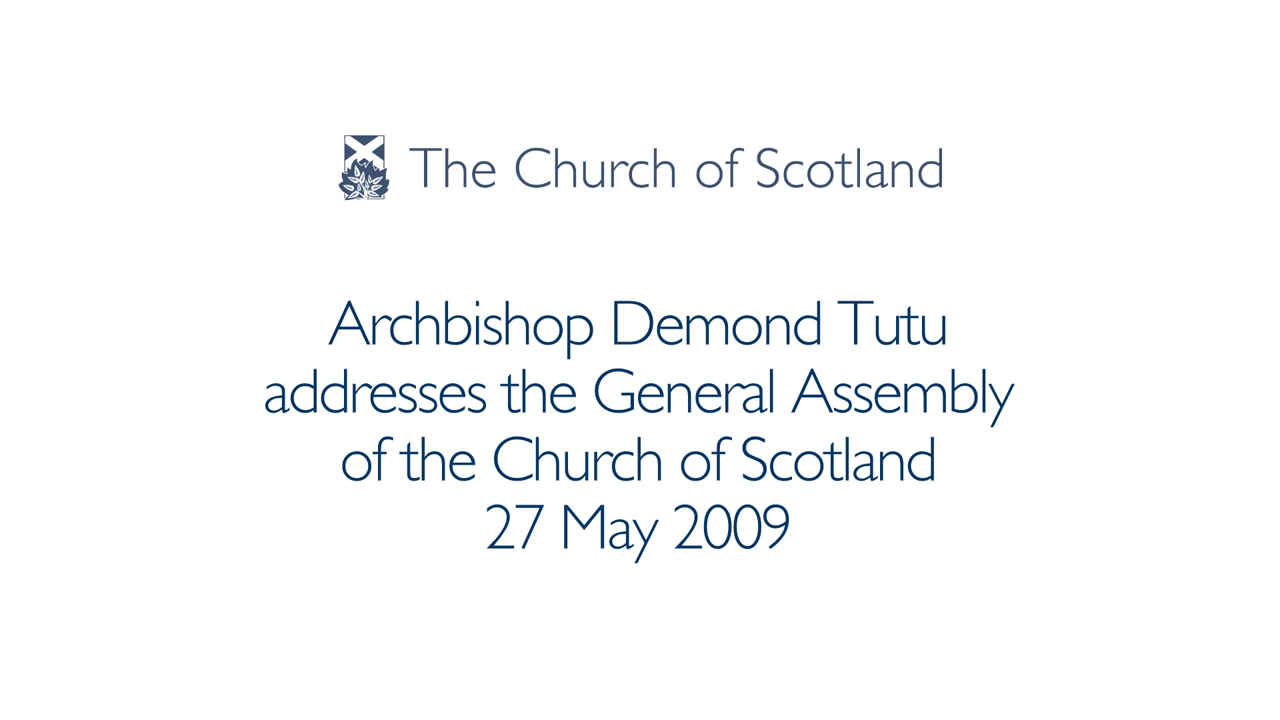 The Church of Scotland
Archbishop Demond Tutu
addresses the General Assembly
of the Church of Scotland
27 May 2009